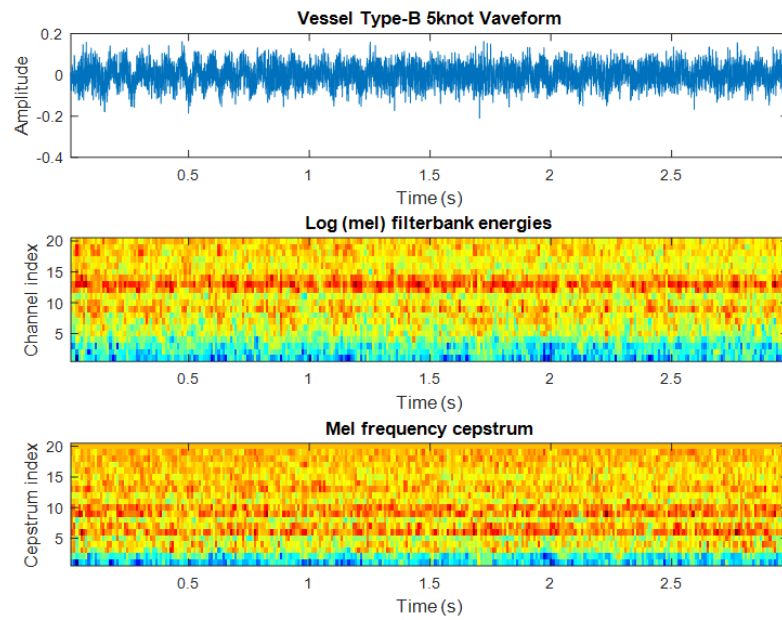 Vessel Type-B 5knot Vaveform
0.2
0
-0.2
-0.4
Amplitude
0.5 1 1.5 2 2.5
Time (s)
Log (mel) filterbank energies
20
15
10
5
Channel index
0.5 1 1.5 2 2.5
Time (s)
Mel frequency cepstrum
20
15
10
5
Cepstrum index
0.5 1 1.5 2 2.5
Time (s)